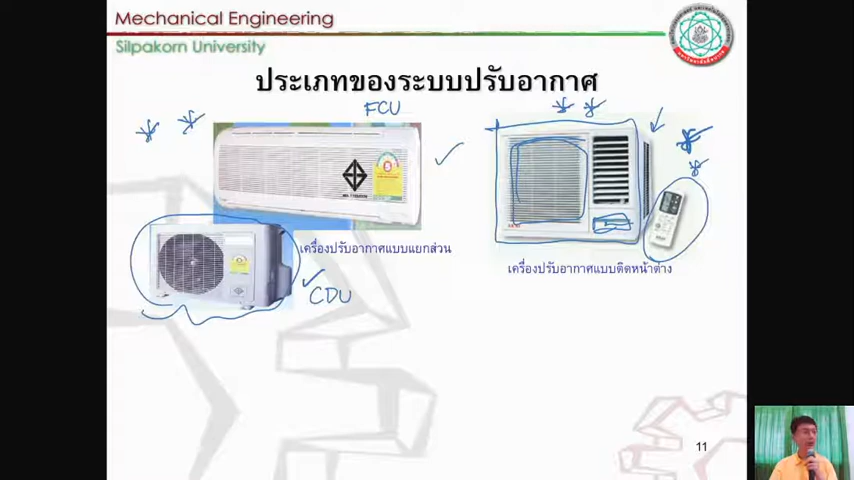 Mechanical Engineering
Silpakorn University
ประเภทของระบบปรับอากาศ
FCU
เครื่องปรับอากาศแบบแยกส่วน
เครื่องปรับอากาศแบบติดหน้าต่าง
CDU
11